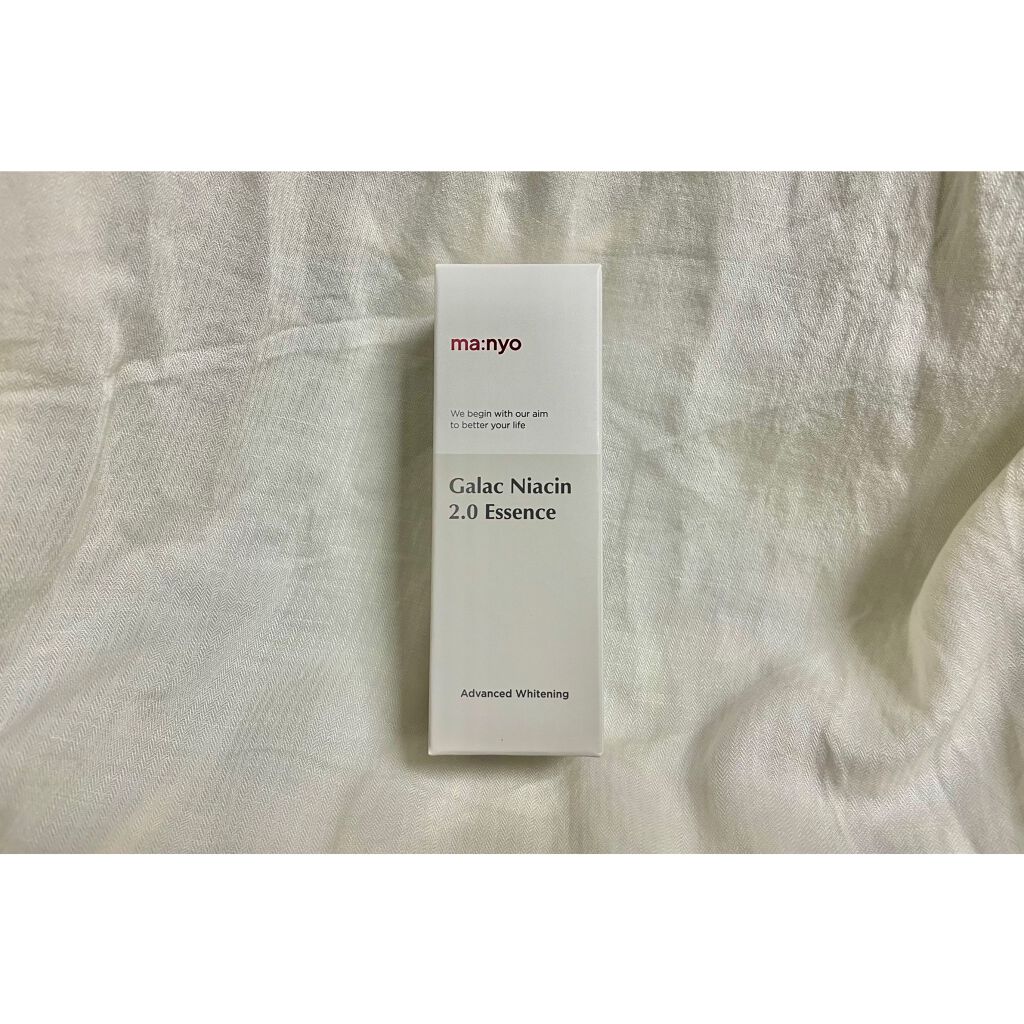 ma:nyo
We begin with our aim
to better your life
Galac Niacin
2.0 Essence
Advanced Whitening